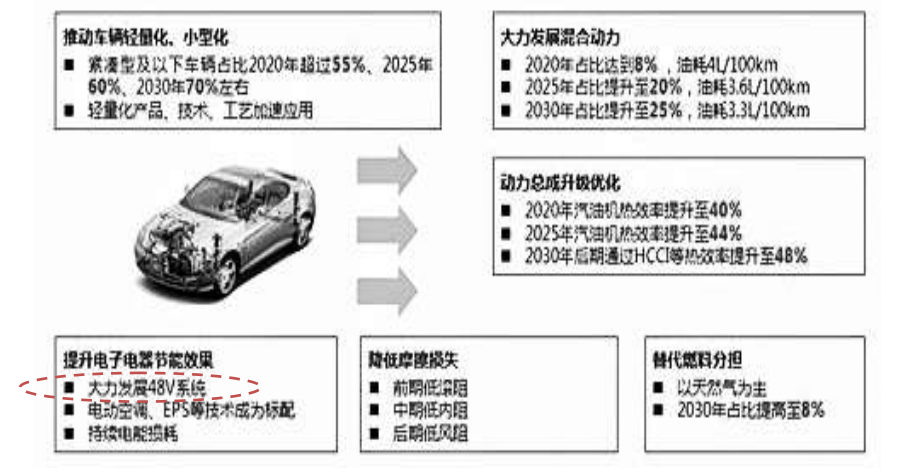 推动车辆轻量化、小型化
■ 紧凑型及以下车辆占比2020年超过55%、2025年
60%、2030年70%左右
■ 轻量化产品、技术、工艺加速应用
大力发展混合动力
■ 2020年占比达到8%，油耗4L/100km
■ 2025年占比提升至20%，油耗3.6L/100km
■ 2030年占比提升至25%，油耗3.3L/100km
动力总成升级优化
■ 2020年汽油机热效率提升至40%
■ 2025年汽油机热效率提升至44%
■ 2030年后期通过HCCI等热效率提升至48%
提升电子电器节能效果
■ 大力发展48V系统
■ 电动空调、EPS等技术成为标配
■ 持续电能损耗
降低摩擦损失
■ 前期低滚阻
■ 中期低内阻
■ 后期低风阻
替代燃料分担
■ 以天然气为主
■ 2030年占比提高至8%